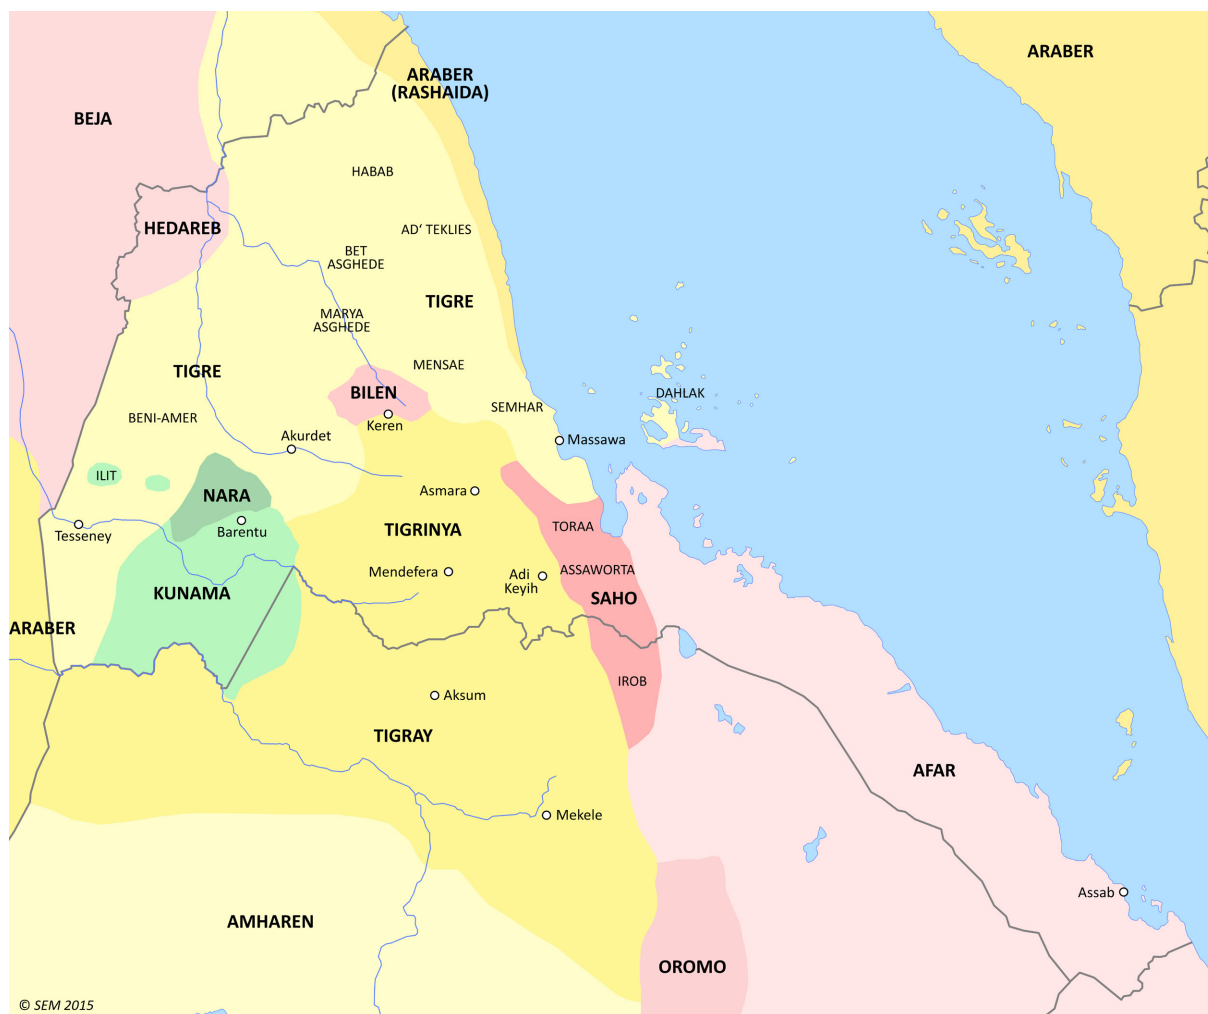 ARABER
ARABER
(RASHAIDA)
BEJA
HABAB
HEDAREB
AD' TEKLIES
BET
ASGHEDE
TIGRE
MARYA
ASGHEDE
MENSAE
TIGRE
BILEN
DAHLAK
SEMHAR
BENI-AMER
Keren
Akurdet
Massawa
ILIT
NARA
Asmara
TORAA
TIGRINYA
Tesseney
Barentu
Mendefera
Adi
Keyih
ASSAWORTA
KUNAMA
SAHO
ARABER
IROB
Aksum
TIGRAY
AFAR
Mekele
Assab
AMHAREN
OROMO
© SEM 2015